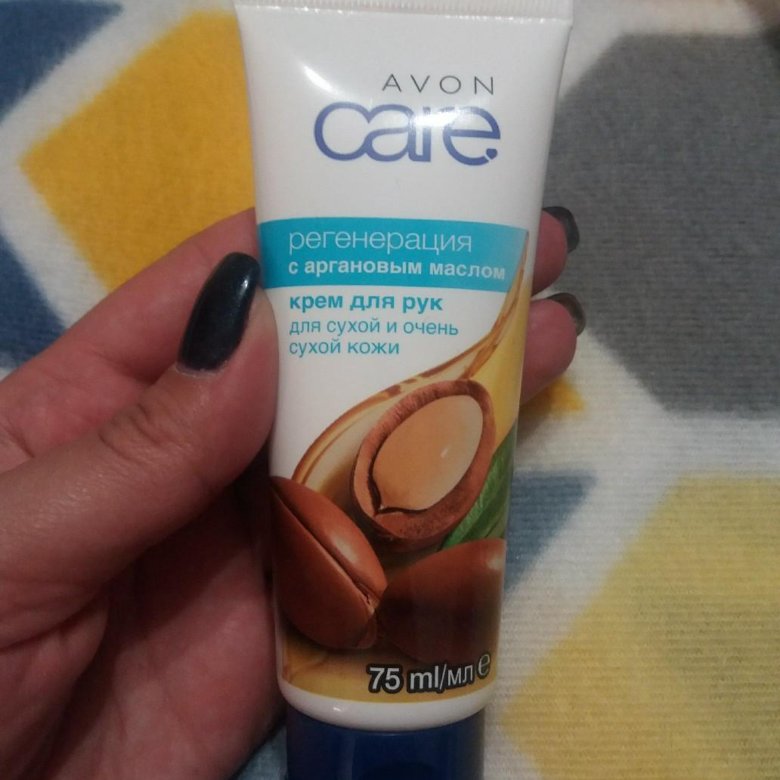 AVON
care
регенерация
с аргановым маслом
крем для рук
для сухой и очень
сухой кожи
75 ml/мл e